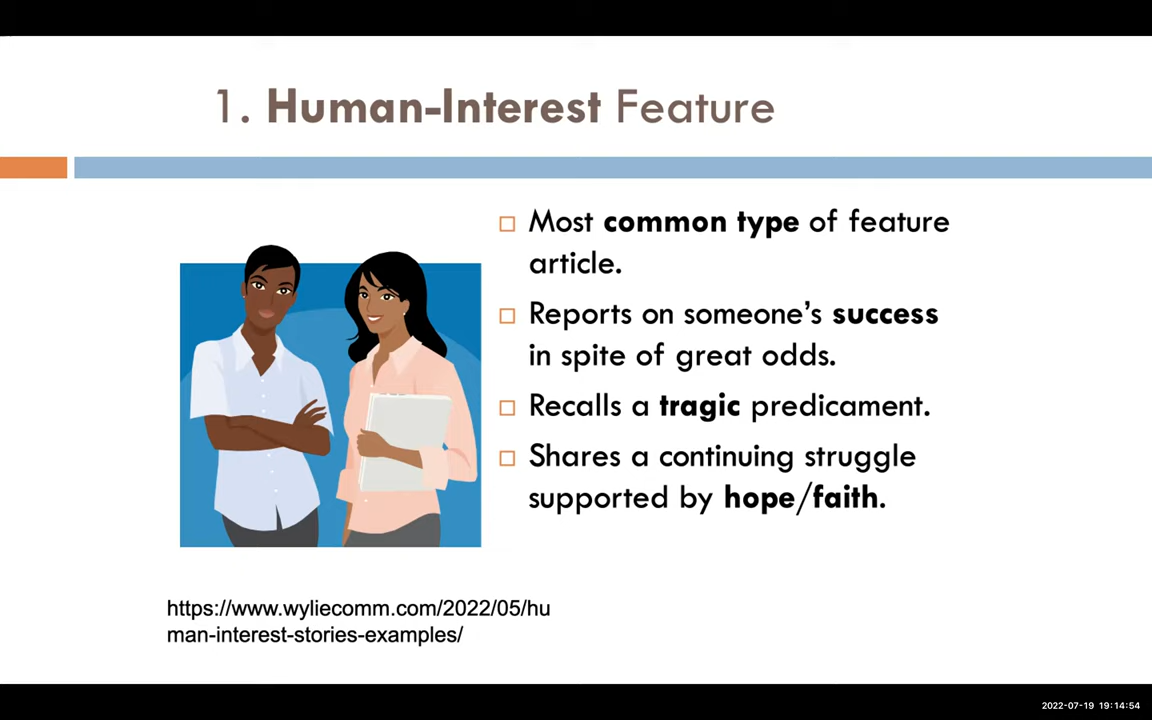 1. Human-Interest Feature
Most common type of feature
article.
Reports on someone’s success
in spite of great odds.
Recalls a tragic predicament.
Shares a continuing struggle
supported by hope/faith.
https://www.wyliecomm.com/2022/05/hu
man-interest-stories-examples/
2022-07-19 19:14:54